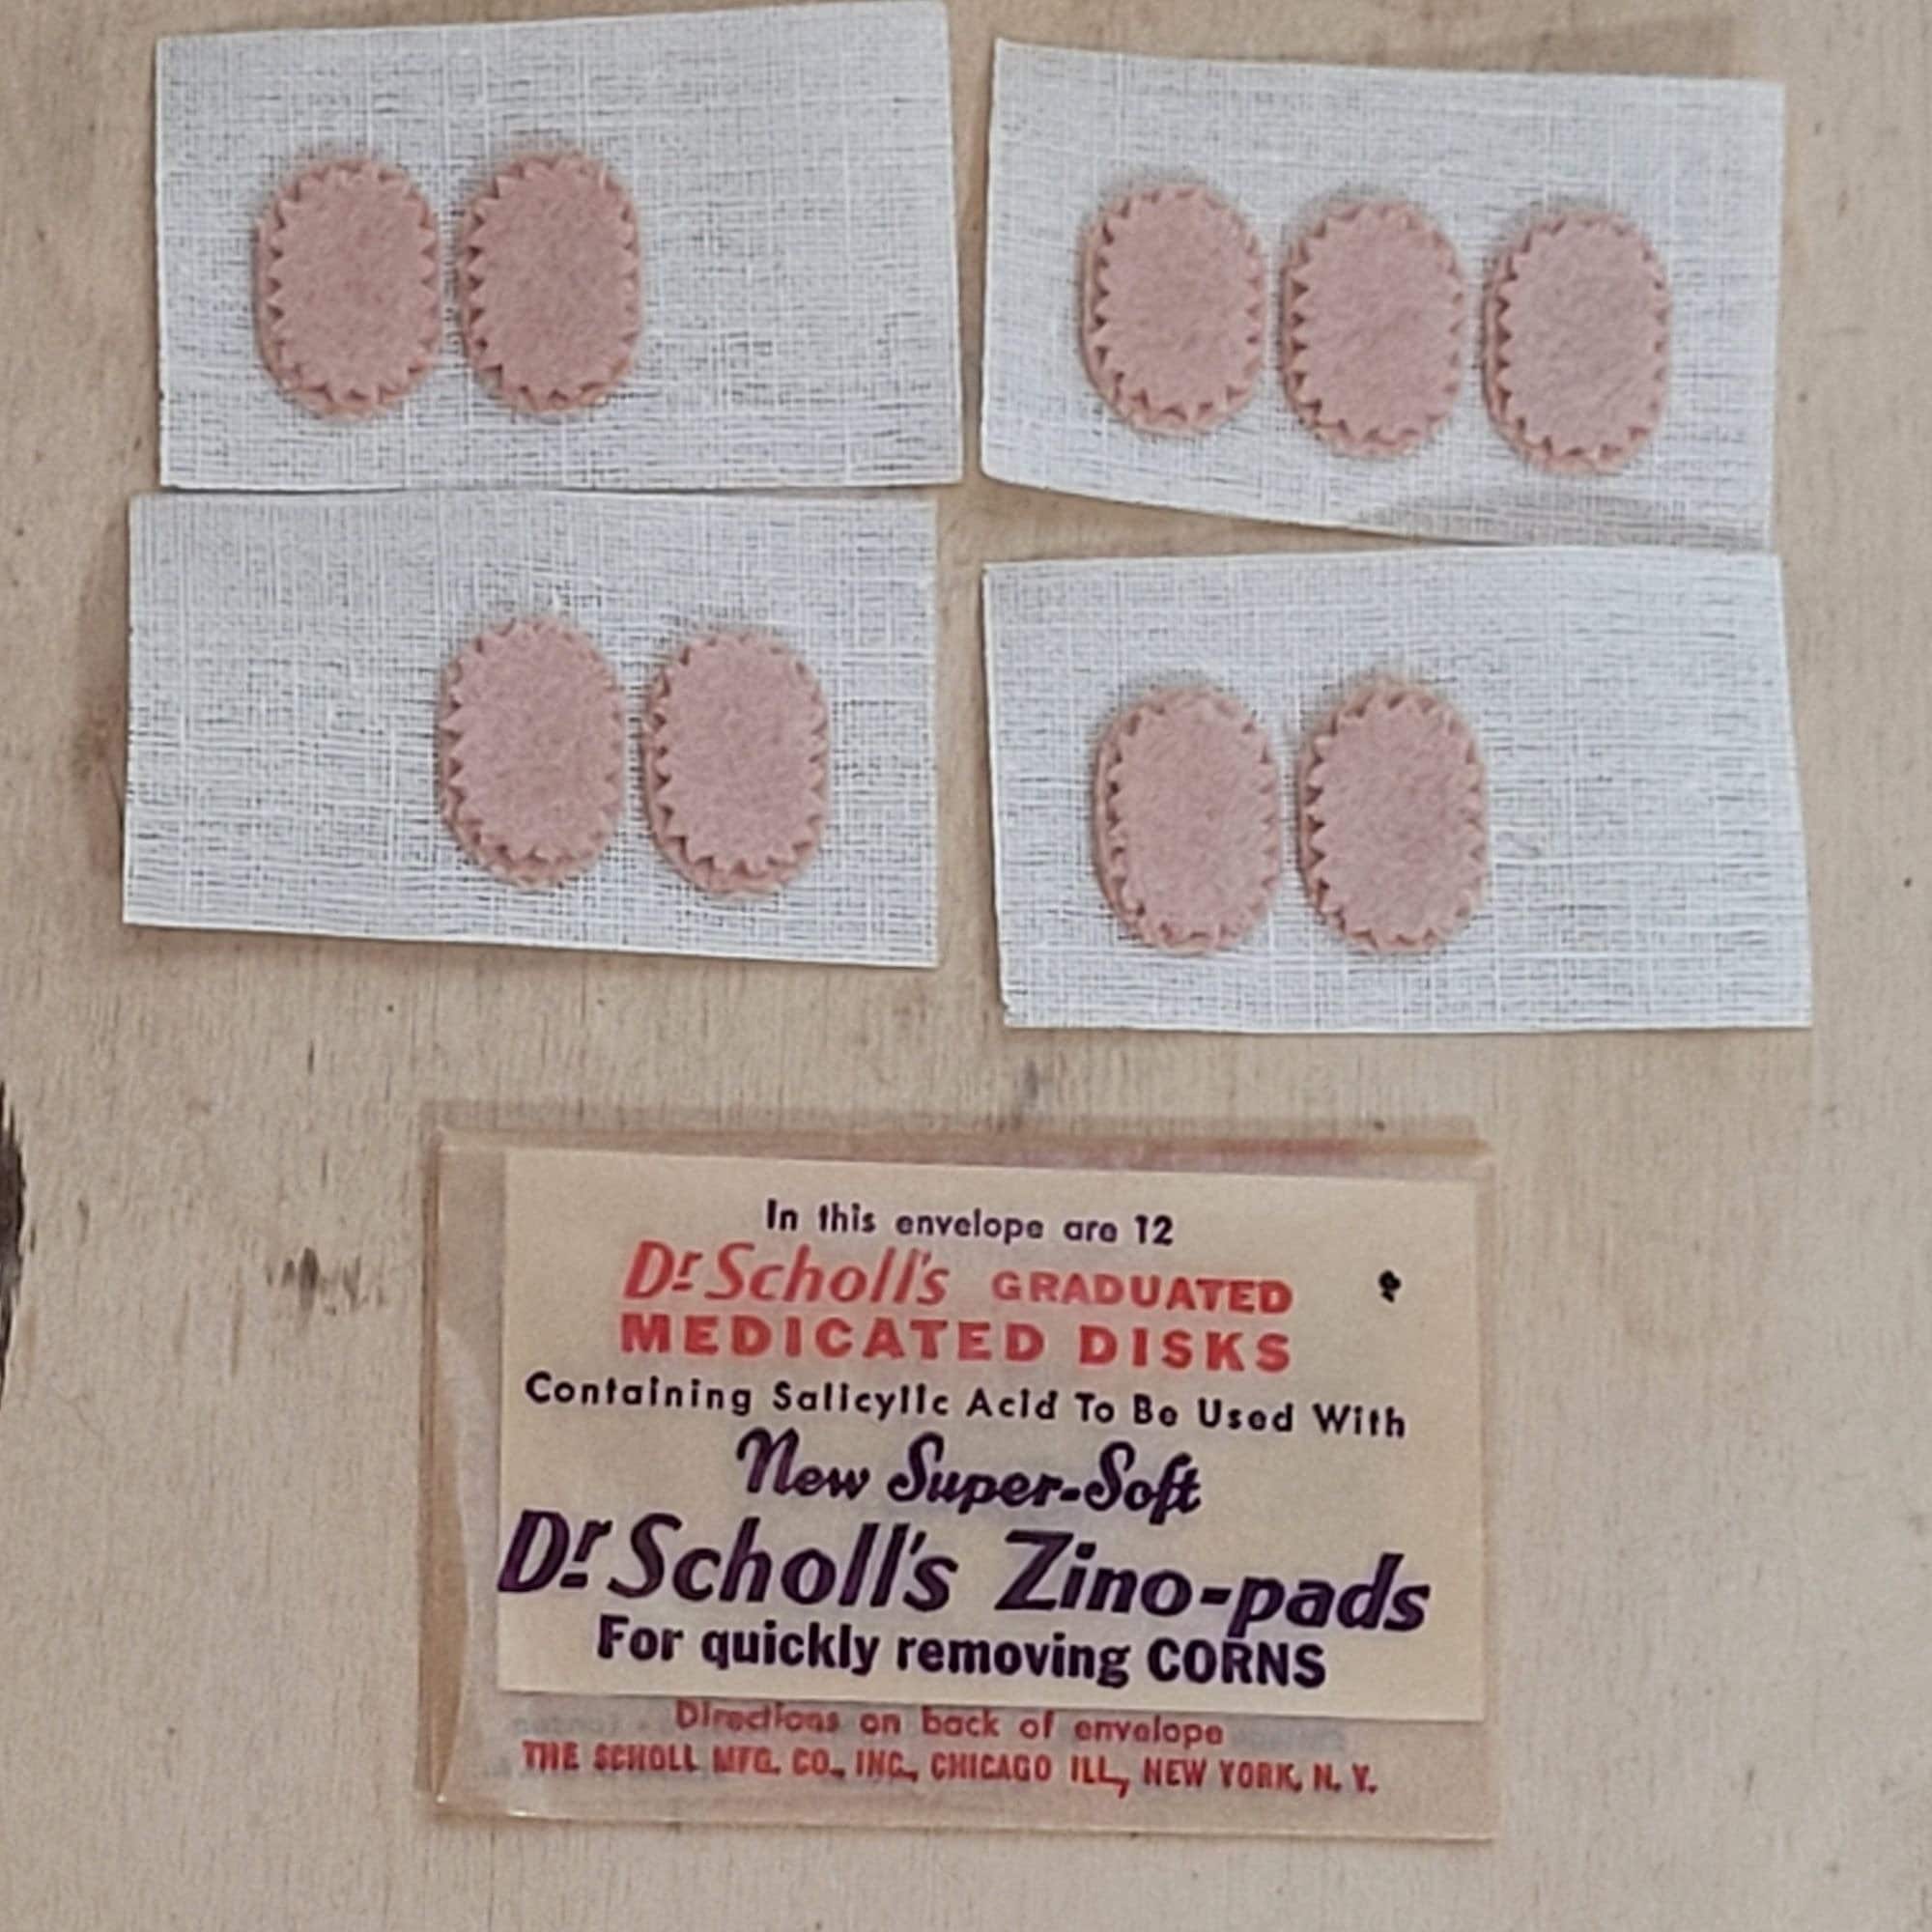 In this envelope are 12
Dr Scholl's GRADUATED
MEDICATED DISKS
Containing Salicylic Acid To Be Used With
New Super-Soft
Dr Scholl's Zino-pads
For quickly removing CORNS
Directions on back of envelope
THE SCHOLL MFG. CO., INC., CHICAGO ILL., NEW YORK, N. Y.